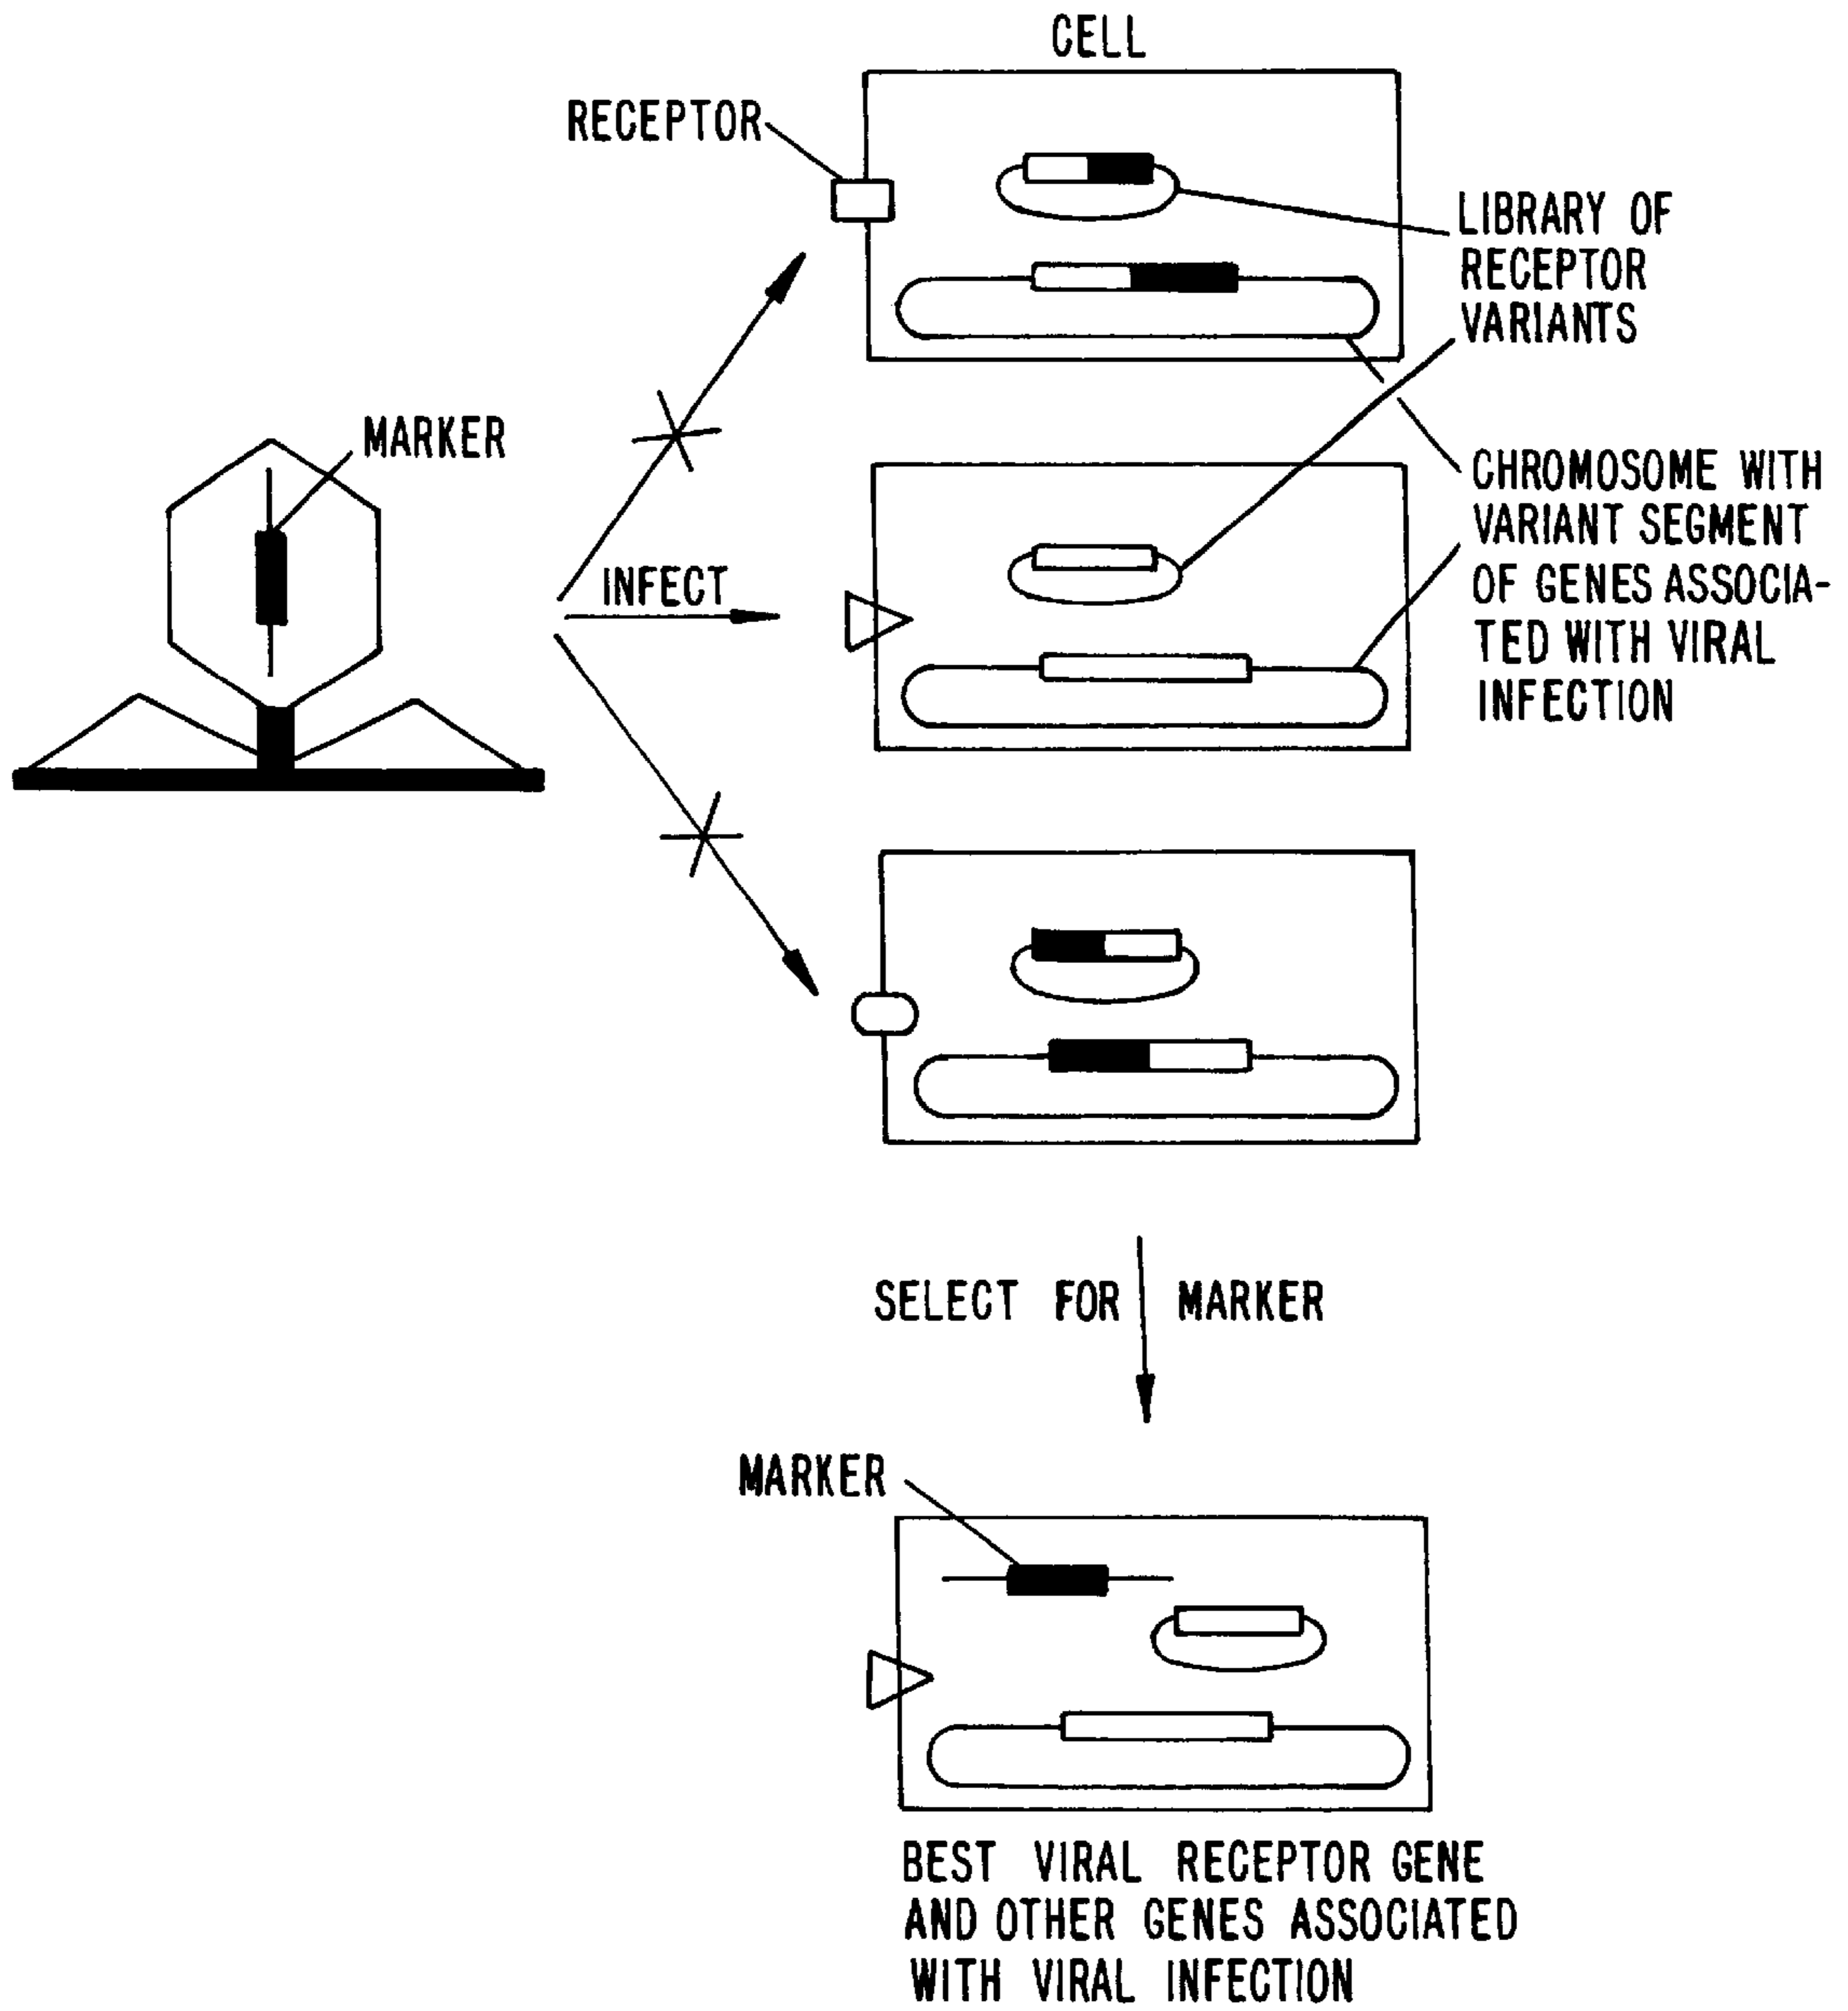 CELL
RECEPTOR
LIBRARY OF
RECEPTOR
VARIANTS
MARKER
CHROMOSOME WITH
VARIANT SEGMENT
OF GENES ASSOCIA-
TED WITH VIRAL
INFECTION
INFECT
SELECT FOR MARKER
MARKER
BEST VIRAL RECEPTOR GENE
AND OTHER GENES ASSOCIATED
WITH VIRAL INFECTION